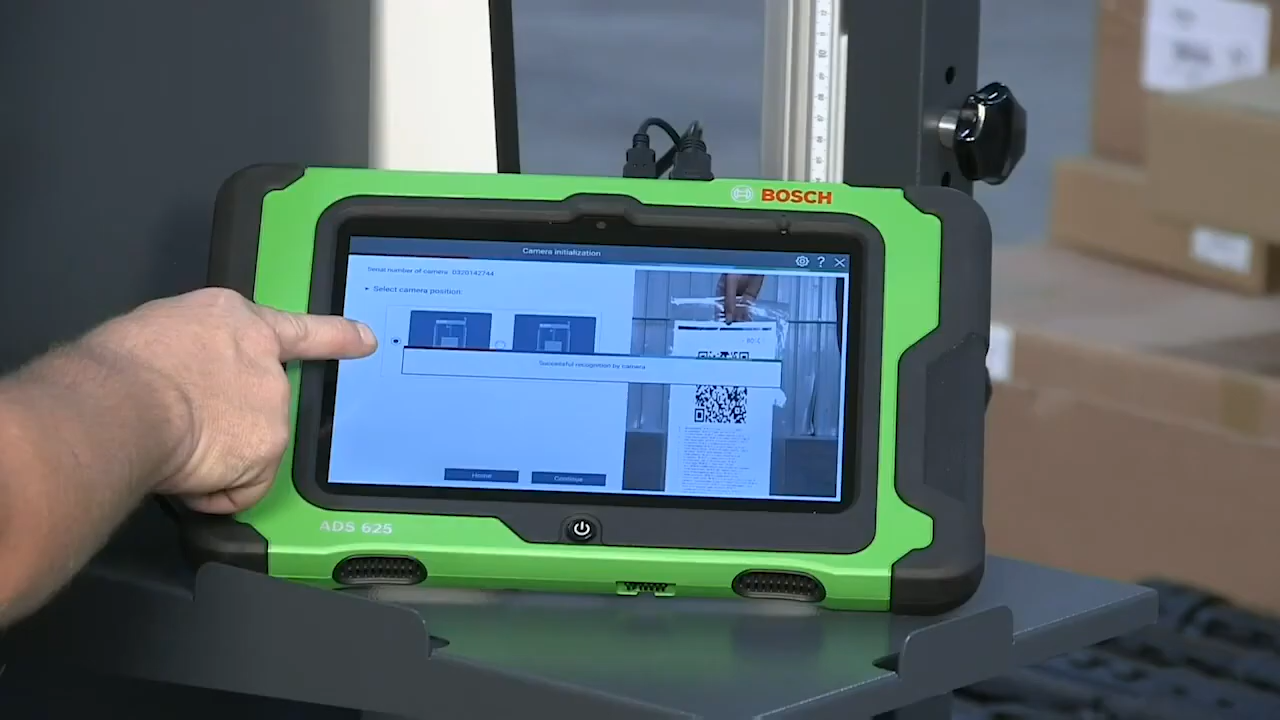 BOSCH
Camera initialization
?
Serial number of camera 0320142744
Select camera position:
Successful recognition by camera
Home
Continue
ADS 625